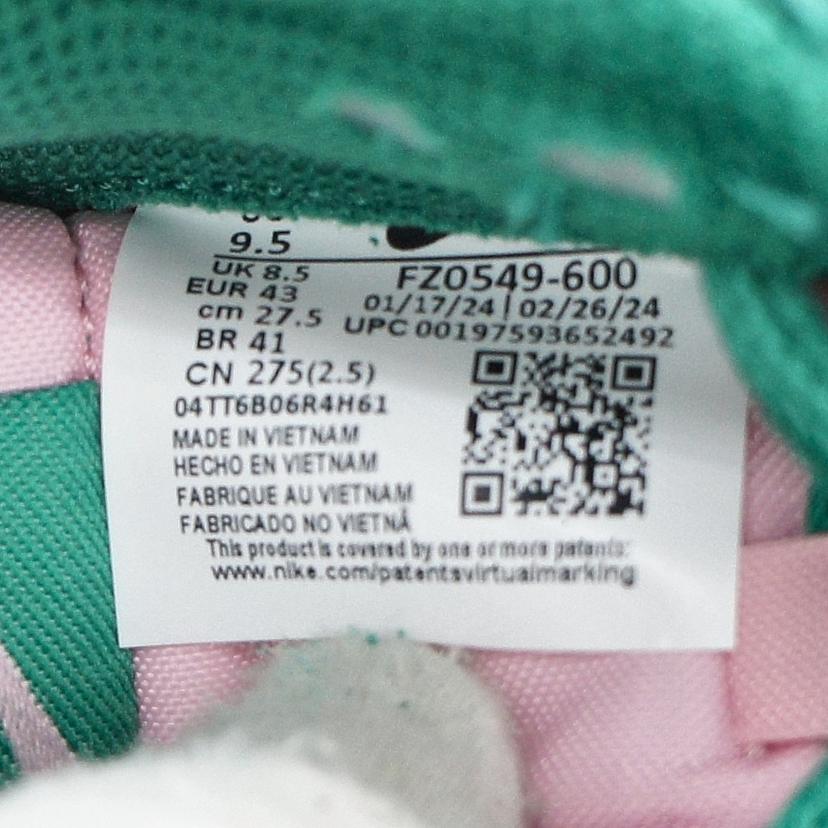 9.5
UK 8.5
EUR 43
cm 27.5
BR 41
CN 275(2.5)
FZ0549-600
01/17/24 | 02/26/24
UPC 00197593652492
04TT6B06R4H61
MADE IN VIETNAM
HECHO EN VIETNAM
FABRIQUE AU VIETNAM
FABRICADO NO VIETNÃ
This product is covered by one or more patents:
www.nike.com/patentsvirtualmarking